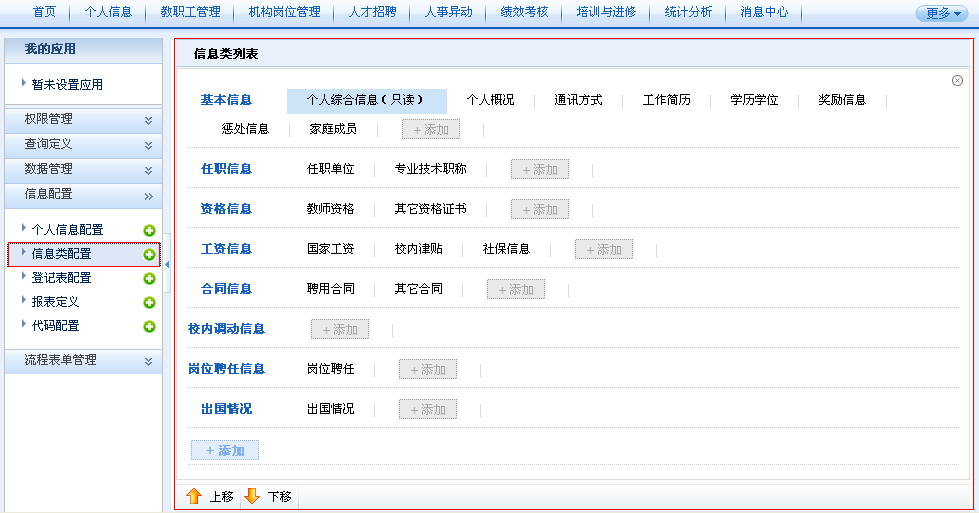 首页 个人信息 教职工管理 机构岗位管理 人才招聘 人事异动 绩效考核 培训与进修 统计分析 消息中心 更多
我的应用
暂未设置应用
权限管理
查询定义
数据管理
信息配置
个人信息配置
信息类配置
登记表配置
报表定义
代码配置
流程表单管理
信息类列表
基本信息 个人综合信息（只读） 个人概况 通讯方式 工作简历 学历学位 奖励信息
惩处信息 家庭成员 +添加
任职信息 任职单位 专业技术职称 +添加
资格信息 教师资格 其它资格证书 +添加
工资信息 国家工资 校内津贴 社保信息 +添加
合同信息 聘用合同 其它合同 +添加
校内调动信息 +添加
岗位聘任信息 岗位聘任 +添加
出国情况 出国情况 +添加
+添加
上移 下移